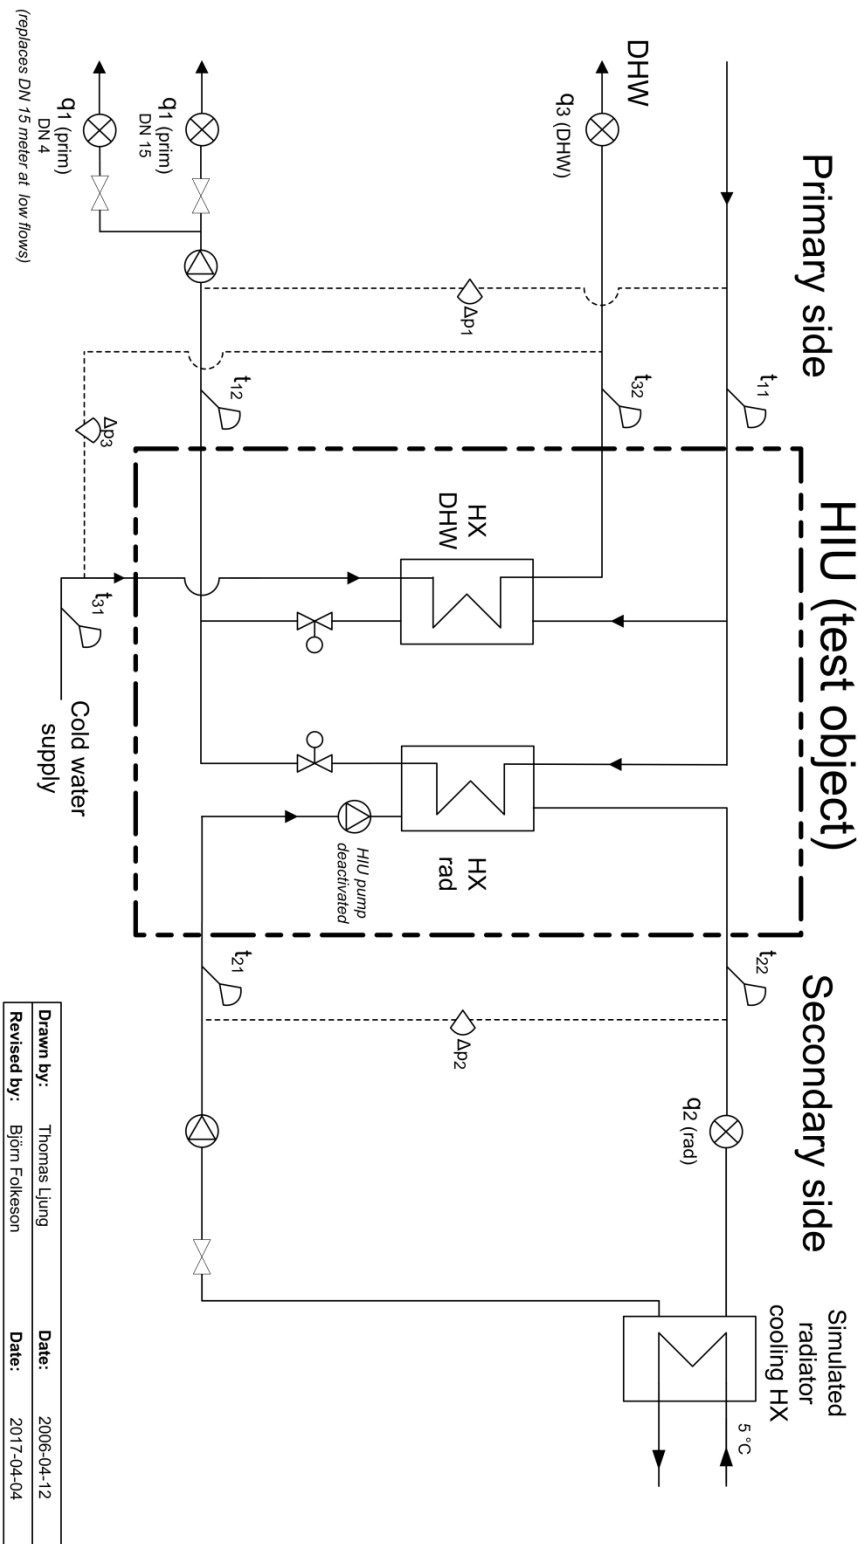 Primary side
HIU (test object)
Secondary side
DHW
q3 (DHW)
q1 (prim)
DN 15
q1 (prim)
DN 4
(replaces DN 15 meter at low flows)
Δp1
Δp3
t11
t32
t12
t31
Cold water
supply
HX
DHW
HX
rad
HIU pump
deactivated
t22
t21
Δp2
q2 (rad)
Simulated
radiator
cooling HX
5 °C
Drawn by: Thomas Ljung Date: 2006-04-12
Revised by: Björn Folkeson Date: 2017-04-04